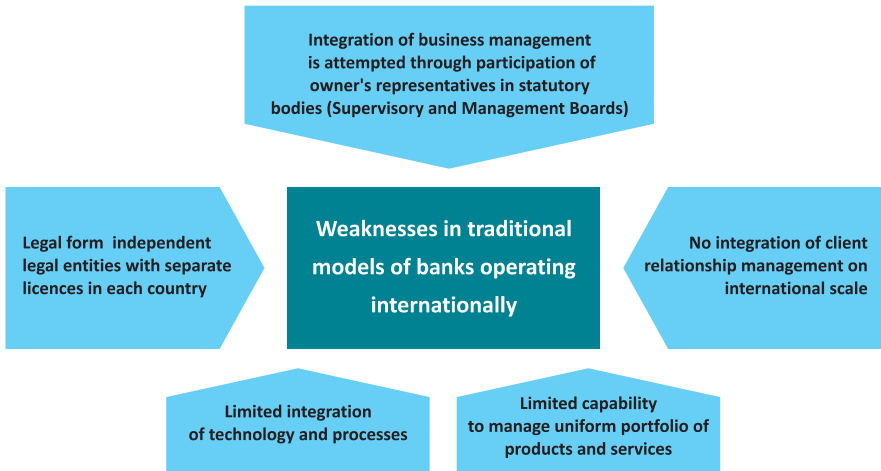 Integration of business management
is attempted through participation of
owner's representatives in statutory
bodies (Supervisory and Management Boards)
Legal form  independent
legal entities with separate
licences in each country
Weaknesses in traditional
models of banks operating
internationally
No integration of client
relationship management on
international scale
Limited integration
of technology and processes
Limited capability
to manage uniform portfolio of
products and services